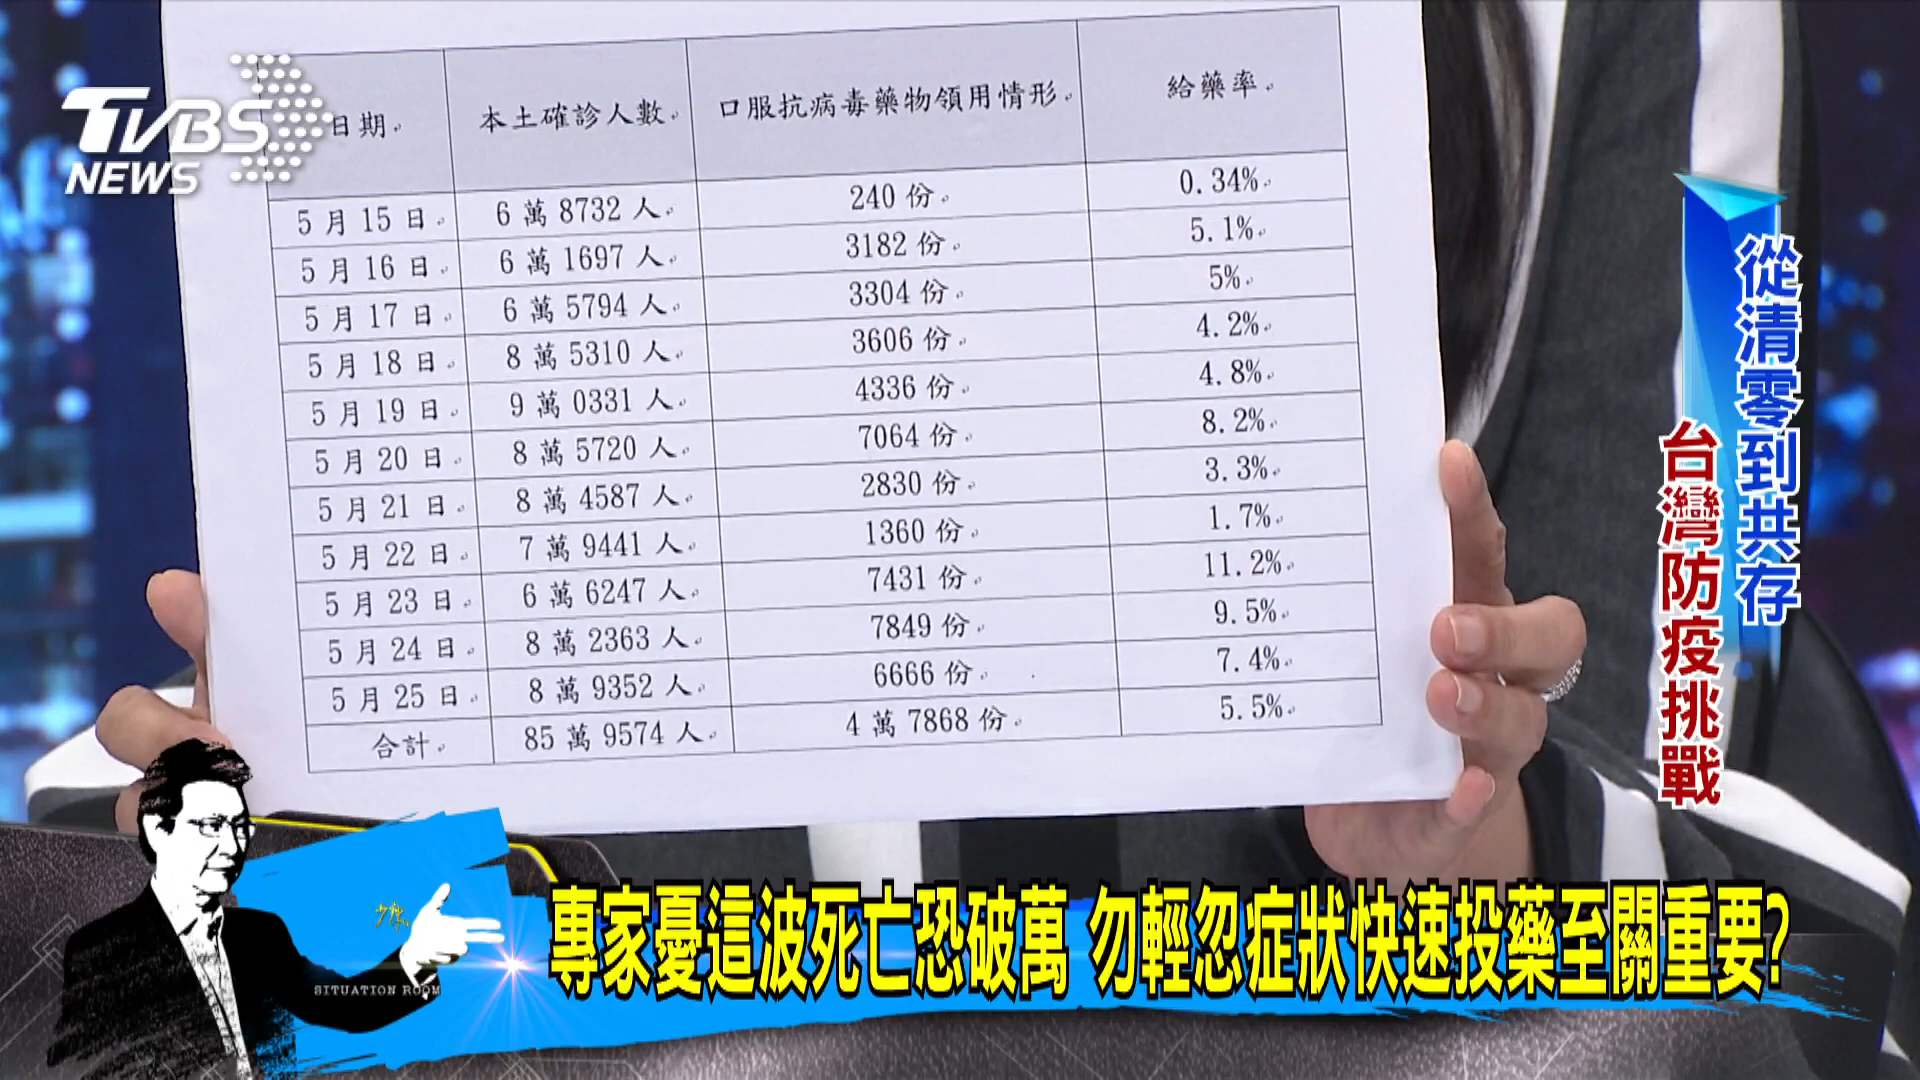 TVBS
NEWS
日期 本土確診人數 口服抗病毒藥物領用情形 給藥率
5月15日 6萬8732人 240份 0.34%
5月16日 6萬1697人 3182份 5.1%
5月17日 6萬5794人 3304份 5%
5月18日 8萬5310人 3606份 4.2%
5月19日 9萬0331人 4336份 4.8%
5月20日 8萬5720人 7064份 8.2%
5月21日 8萬4587人 2830份 3.3%
5月22日 7萬9441人 1360份 1.7%
5月23日 6萬6247人 7431份 11.2%
5月24日 8萬2363人 7849份 9.5%
5月25日 8萬9352人 6666份 7.4%
合計 85萬9574人 4萬7868份 5.5%
從清零到共存
台灣防疫挑戰
SITUATION ROOM
專家憂這波死亡恐破萬 勿輕忽症狀快速投藥至關重要?